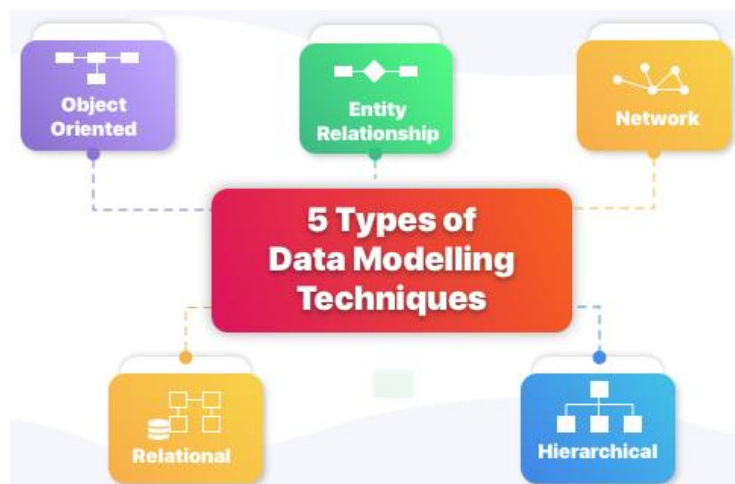 Object
Oriented
Entity
Relationship
Network
5 Types of
Data Modelling
Techniques
Relational
Hierarchical